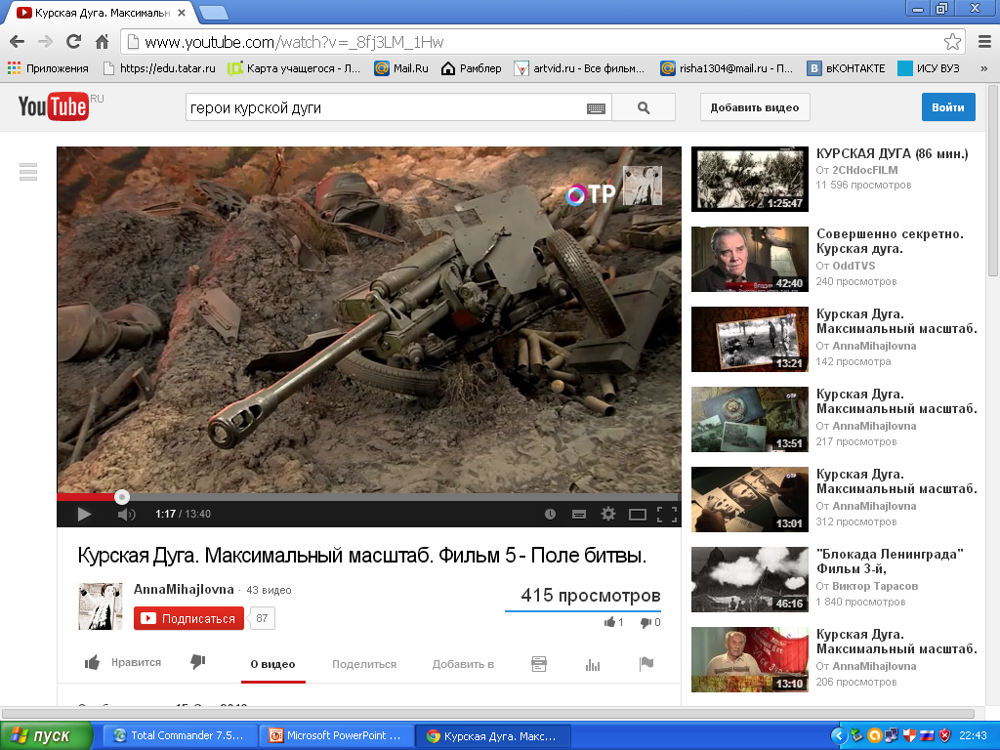 Курская Дуга. Максимальн
www.youtube.com/watch?v=_8fj3LM_1Hw
Приложения
https://edu.tatar.ru
Карта учащегося - Л...
Mail.Ru
Рамблер
artvid.ru - Все фильм...
risha1304@mail.ru - П...
вКОНТАКТЕ
ИСУ ВУЗ
»
YouTube RU
герои курской дуги
Добавить видео
Войти
ОТР
1:17 / 13:40
Курская Дуга. Максимальный масштаб. Фильм 5 - Поле битвы.
AnnaMihajlovna · 43 видео
Подписаться
87
415 просмотров
1
0
Нравится
О видео
Поделиться
Добавить в
1:25:47
КУРСКАЯ ДУГА (86 мин.)
От 2CHdocFILM
11 596 просмотров
42:40
Совершенно секретно.
Курская дуга.
От OddTVS
240 просмотров
13:21
Курская Дуга.
Максимальный масштаб.
От AnnaMihajlovna
142 просмотра
13:51
Курская Дуга.
Максимальный масштаб.
От AnnaMihajlovna
217 просмотров
13:01
Курская Дуга.
Максимальный масштаб.
От AnnaMihajlovna
312 просмотров
46:16
"Блокада Ленинграда"
Фильм 3-й,
От Виктор Тарасов
1 840 просмотров
13:10
Курская Дуга.
Максимальный масштаб.
От AnnaMihajlovna
206 просмотров
пуск
Total Commander 7.5...
Microsoft PowerPoint ...
Курская Дуга. Макс...
22:43